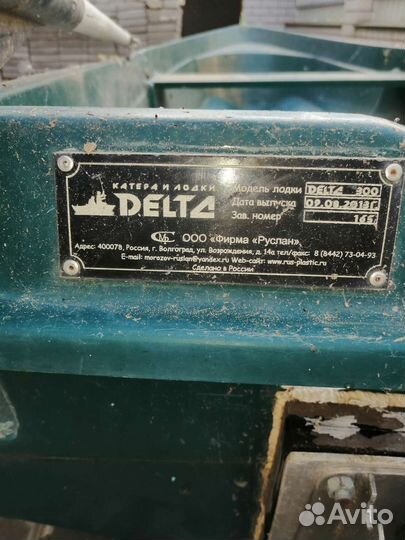 КАТЕРА И ЛОДКИ
DELTA
Модель лодки DELTA 300
Дата выпуска 09.08.2013г.
Зав. номер 165
ООО «Фирма «Руслан»
Адрес: 400078, Россия, г. Волгоград, ул. Возрождения, д. 14а тел/факс: 8 (8442) 73-04-93
E-mail: morozov-ruslan@yandex.ru Web-сайт: www.rus-plastic.ru
Сделано в России
Avito